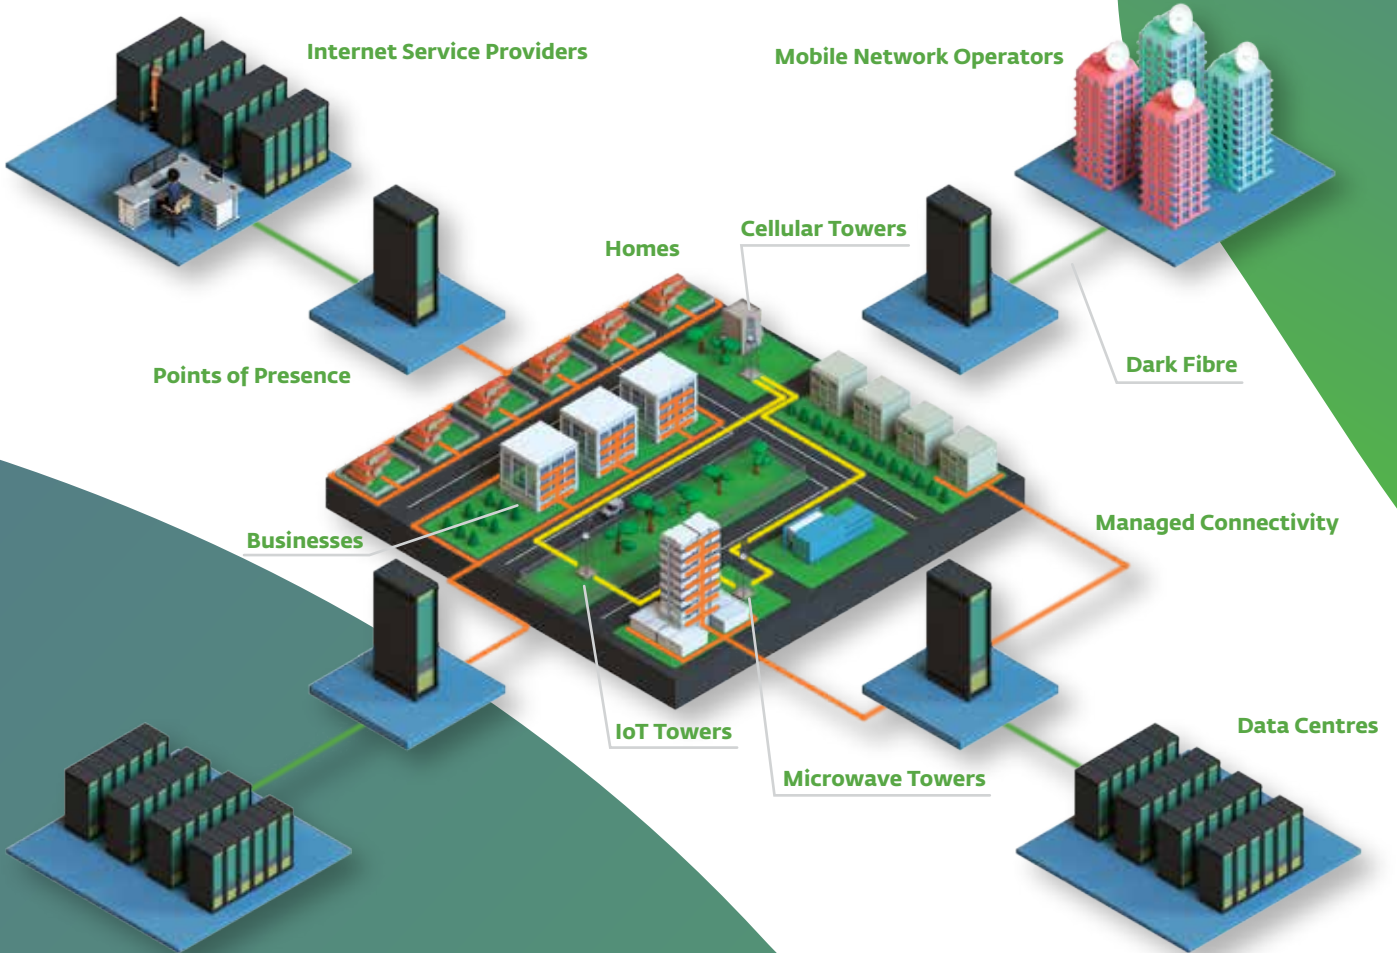 Internet Service Providers
Mobile Network Operators
Cellular Towers
Homes
Dark Fibre
Points of Presence
Managed Connectivity
Businesses
Data Centres
IoT Towers
Microwave Towers